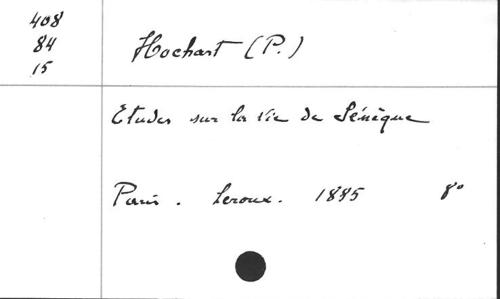 408
84
15
Hochart (P.)
Etudes sur la vie de Sénèque
Paris. Leroux. 1885 8°